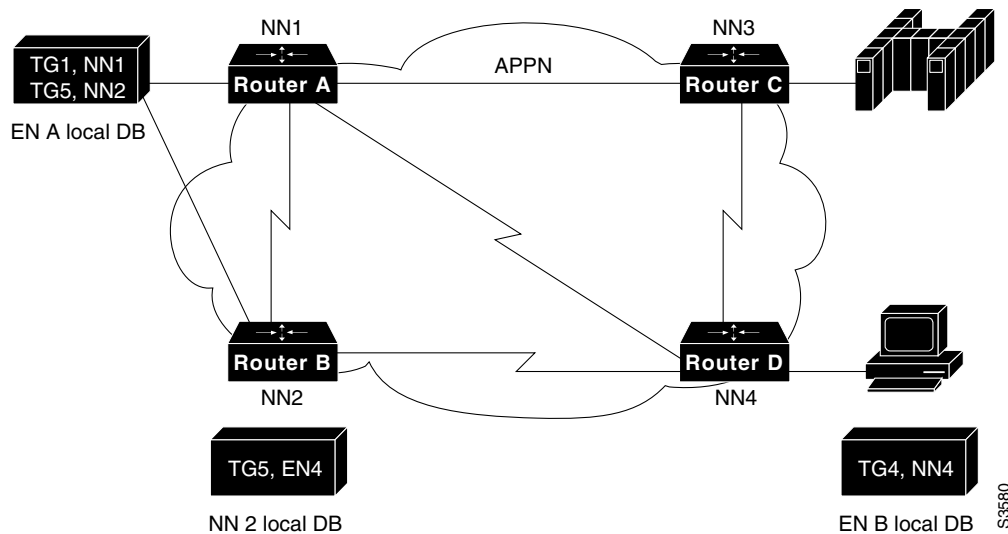 NN1
NN3
TG1, NN1
TG5, NN2
APPN
Router A
Router C
EN A local DB
Router B
Router D
NN2
NN4
TG5, EN4
TG4, NN4
NN 2 local DB
EN B local DB
S3580